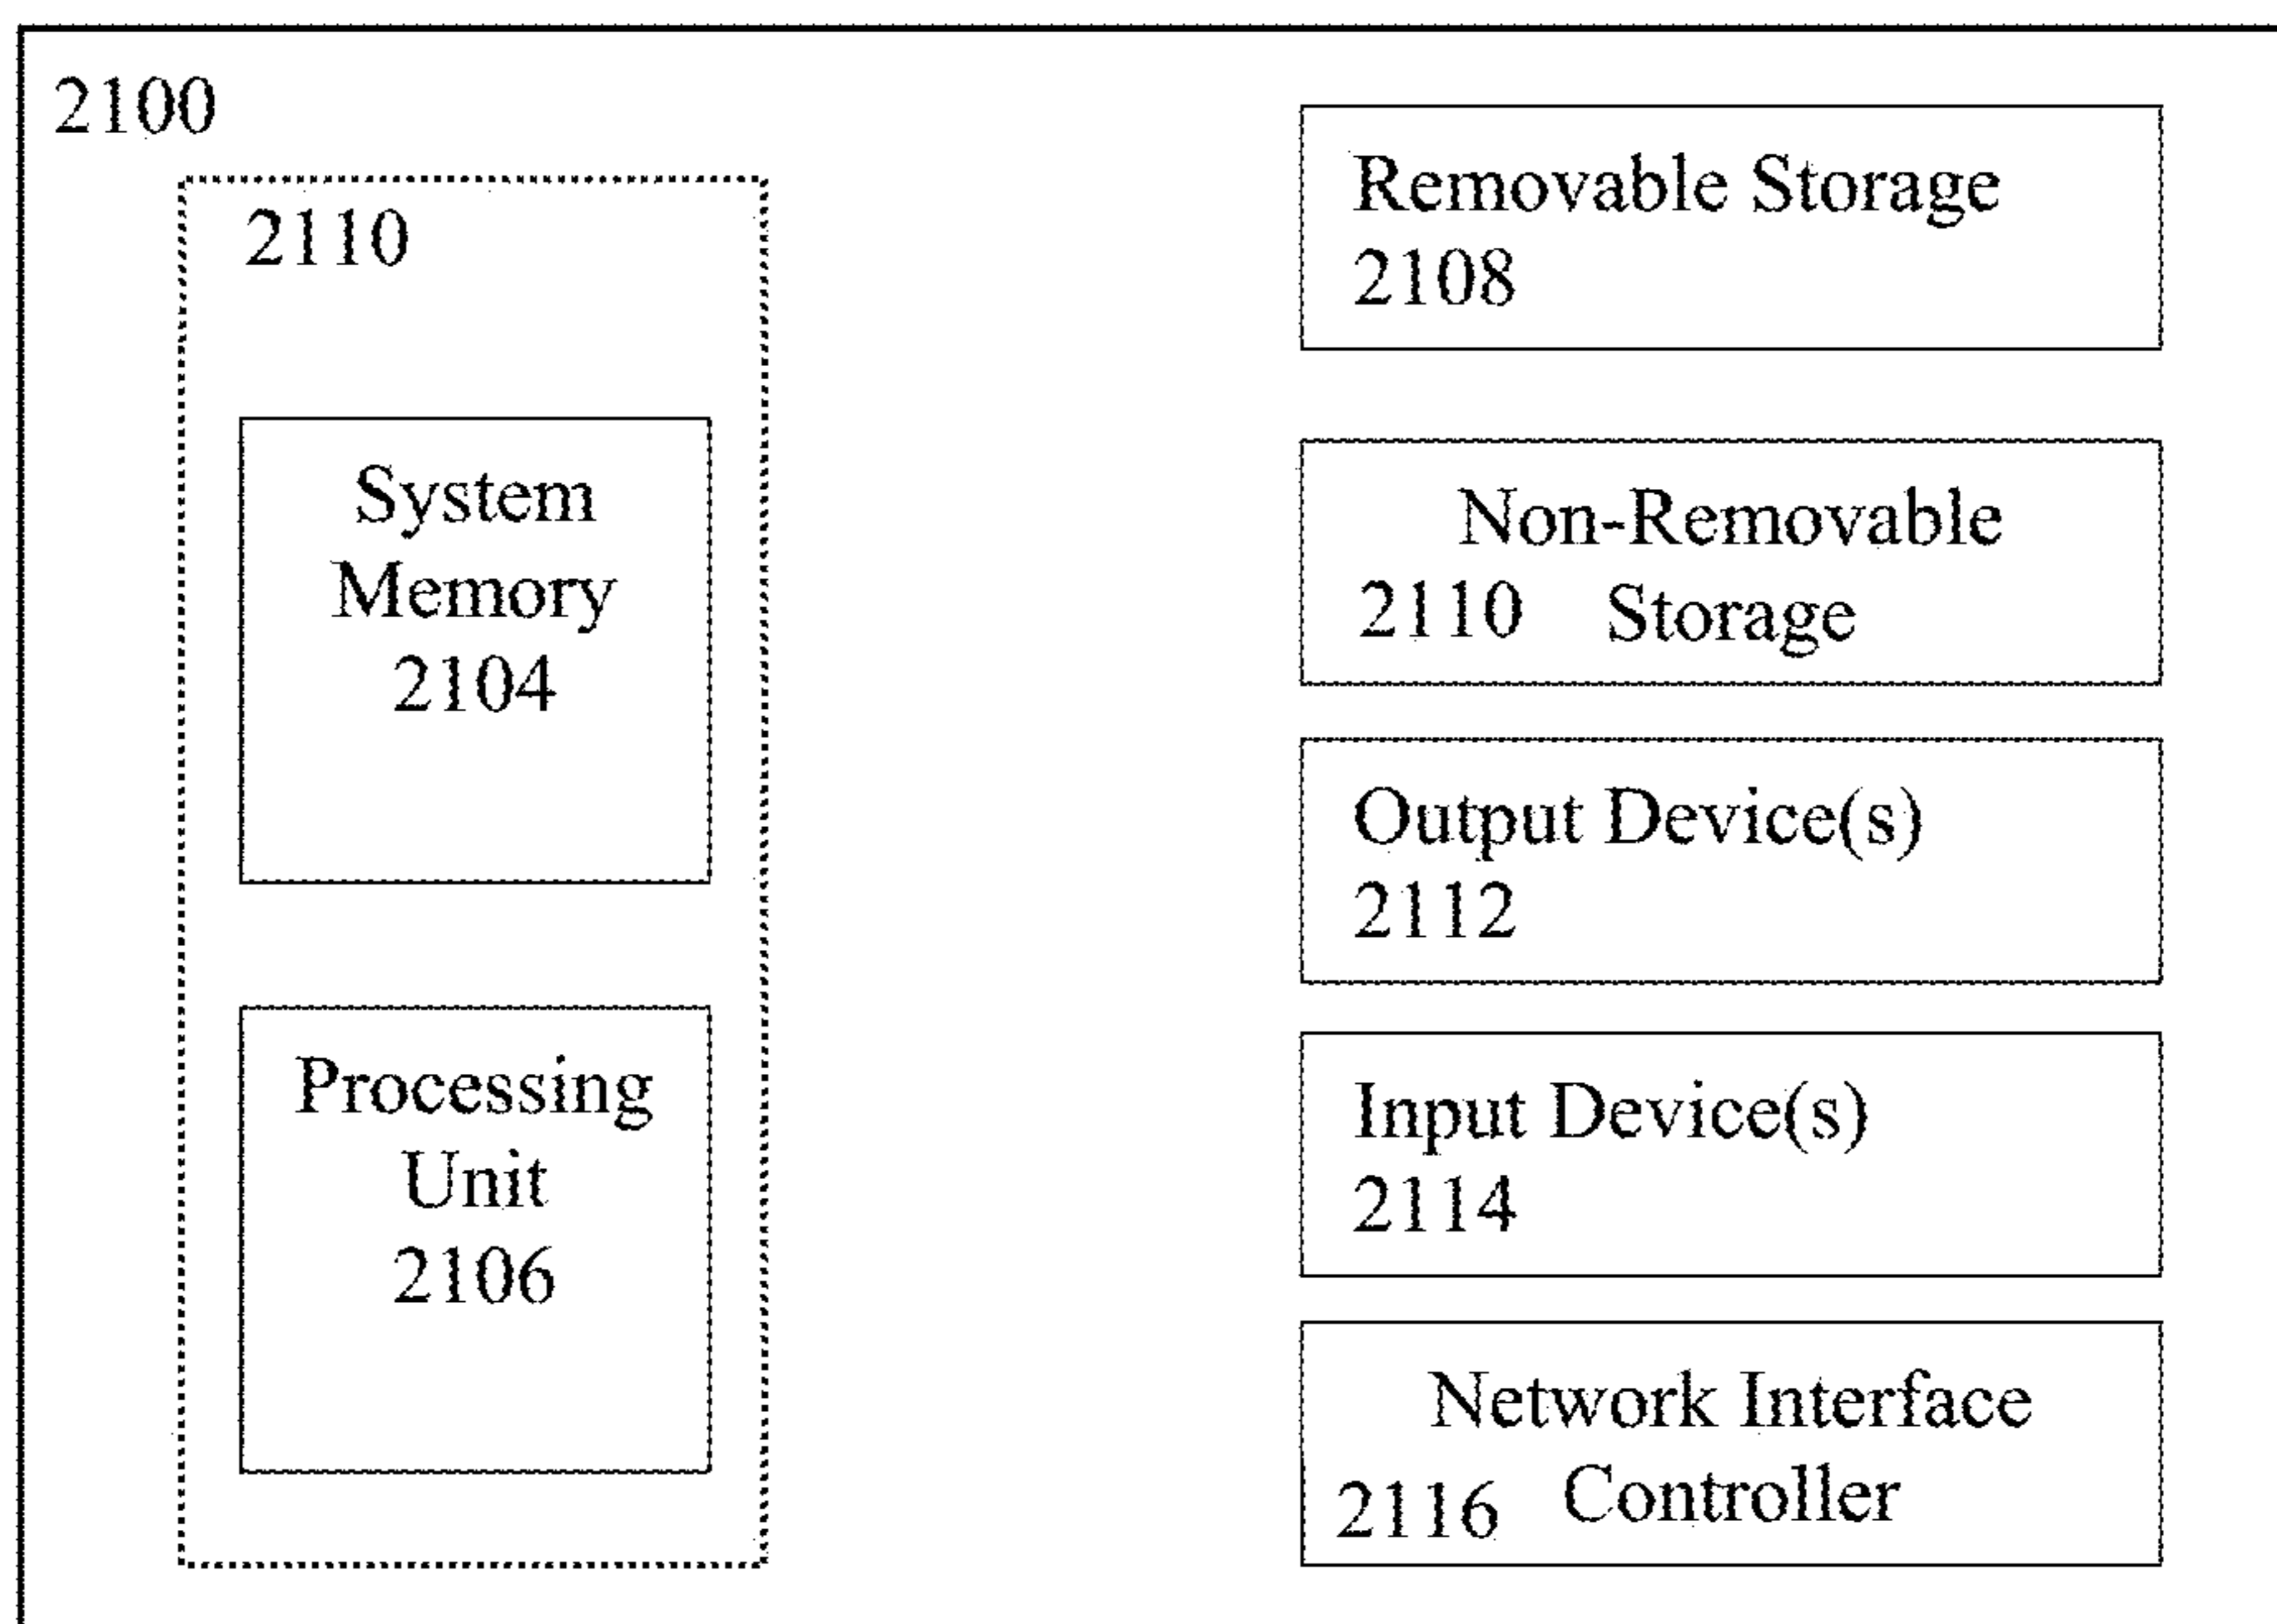 2100
2110
System
Memory
2104
Processing
Unit
2106
Removable Storage
2108
Non-Removable
2110 Storage
Output Device(s)
2112
Input Device(s)
2114
Network Interface
2116 Controller